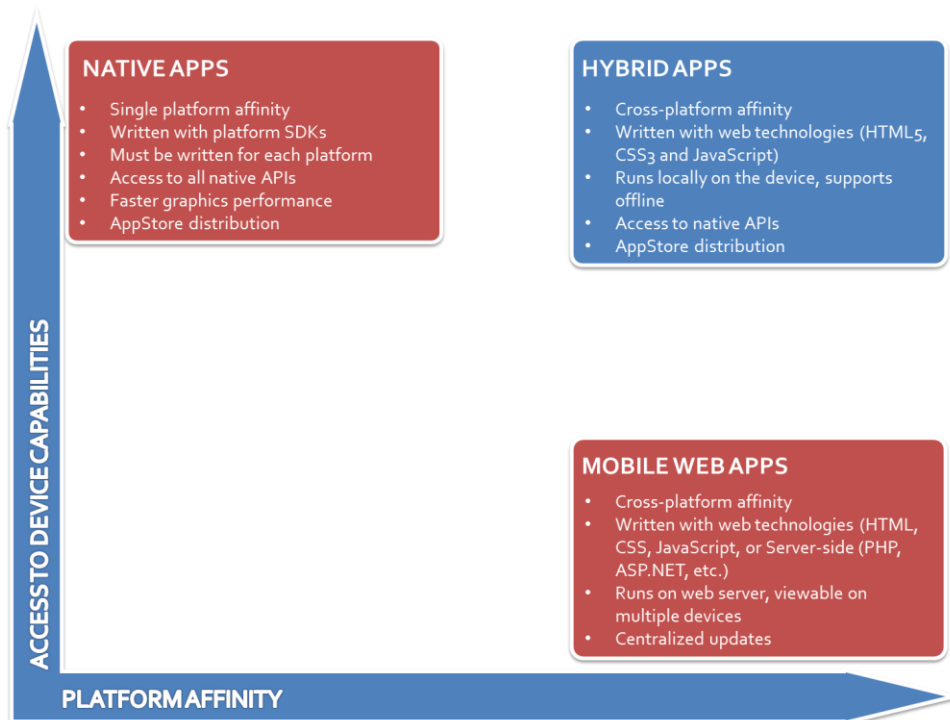 NATIVE APPS
• Single platform affinity
• Written with platform SDKs
• Must be written for each platform
• Access to all native APIs
• Faster graphics performance
• AppStore distribution
HYBRID APPS
• Cross-platform affinity
• Written with web technologies (HTML5,
CSS3 and JavaScript)
• Runs locally on the device, supports
offline
• Access to native APIs
• AppStore distribution
MOBILE WEB APPS
• Cross-platform affinity
• Written with web technologies (HTML,
CSS, JavaScript, or Server-side (PHP,
ASP.NET, etc.)
• Runs on web server, viewable on
multiple devices
• Centralized updates
ACCESS TO DEVICE CAPABILITIES
PLATFORM AFFINITY